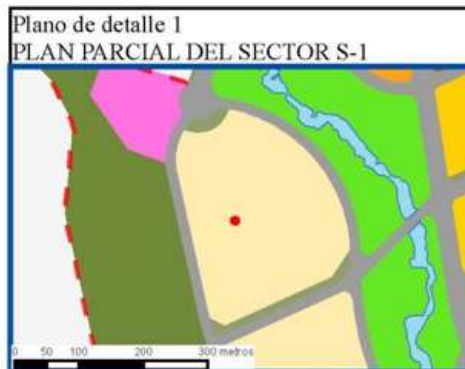 Plano de detalle 1
PLAN PARCIAL DEL SECTOR S-1
0 50 100 200 300 metros